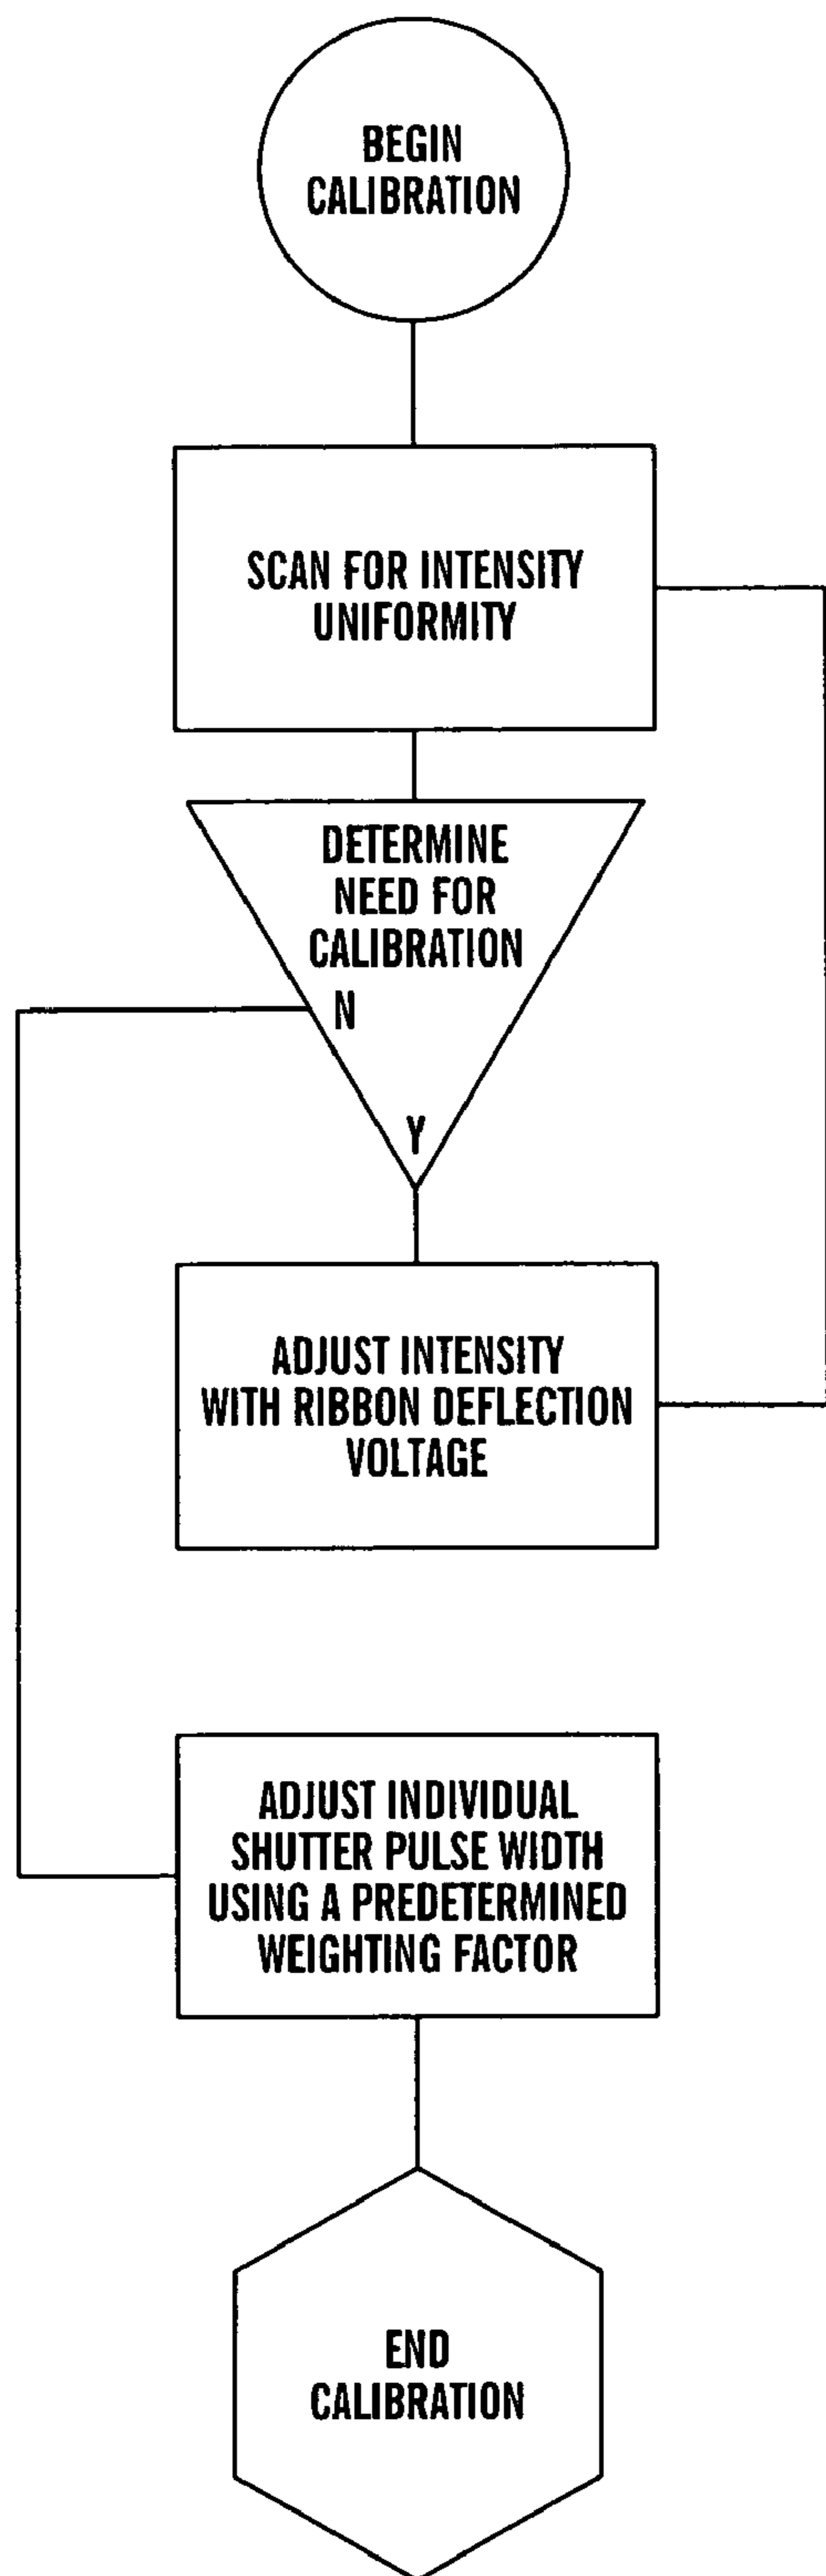 BEGIN
CALIBRATION
SCAN FOR INTENSITY
UNIFORMITY
DETERMINE
NEED FOR
CALIBRATION
N
Y
ADJUST INTENSITY
WITH RIBBON DEFLECTION
VOLTAGE
ADJUST INDIVIDUAL
SHUTTER PULSE WIDTH
USING A PREDETERMINED
WEIGHTING FACTOR
END
CALIBRATION